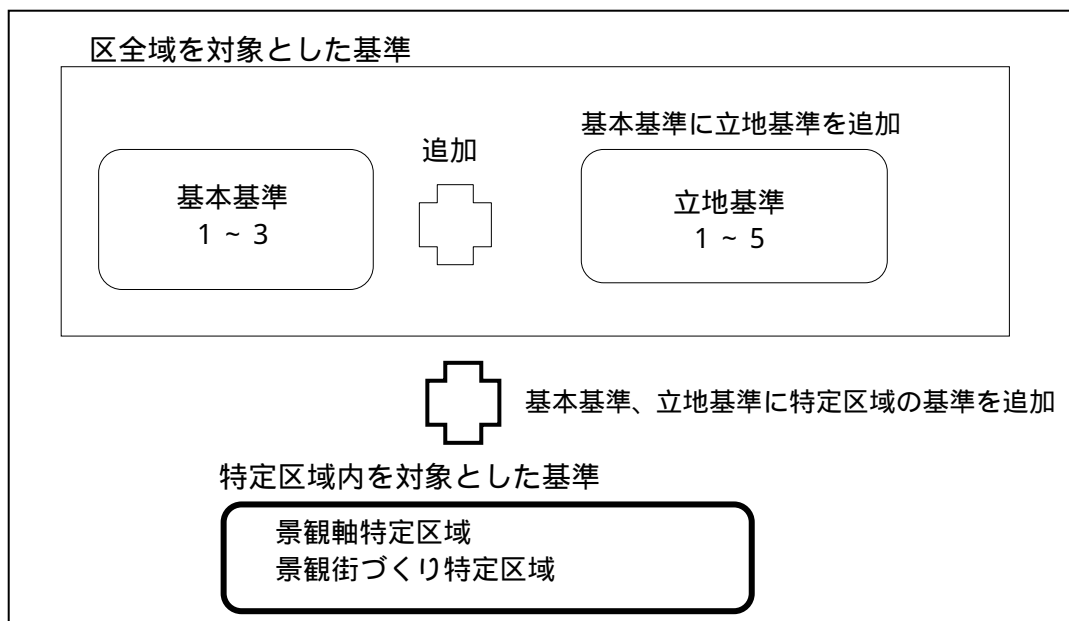 区全域を対象とした基準
基本基準に立地基準を追加
追加
基本基準
1 ~ 3
立地基準
1 ~ 5
基本基準、立地基準に特定区域の基準を追加
特定区域内を対象とした基準
景観軸特定区域
景観街づくり特定区域